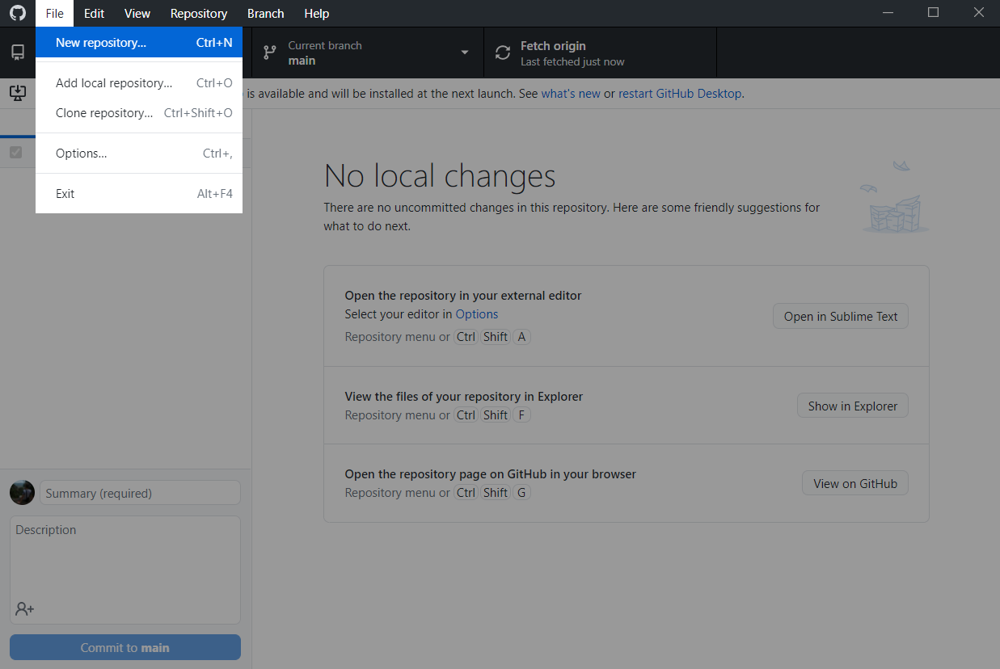 File Edit View Repository Branch Help
New repository... Ctrl+N
Add local repository... Ctrl+O
Clone repository... Ctrl+Shift+O
Options... Ctrl+,
Exit Alt+F4
Current branch
main
Fetch origin
Last fetched just now
is available and will be installed at the next launch. See what's new or restart GitHub Desktop.
No local changes
There are no uncommitted changes in this repository. Here are some friendly suggestions for
what to do next.
Open the repository in your external editor
Select your editor in Options
Repository menu or Ctrl Shift A
Open in Sublime Text
View the files of your repository in Explorer
Repository menu or Ctrl Shift F
Show in Explorer
Open the repository page on GitHub in your browser
Repository menu or Ctrl Shift G
View on GitHub
Summary (required)
Description
Commit to main